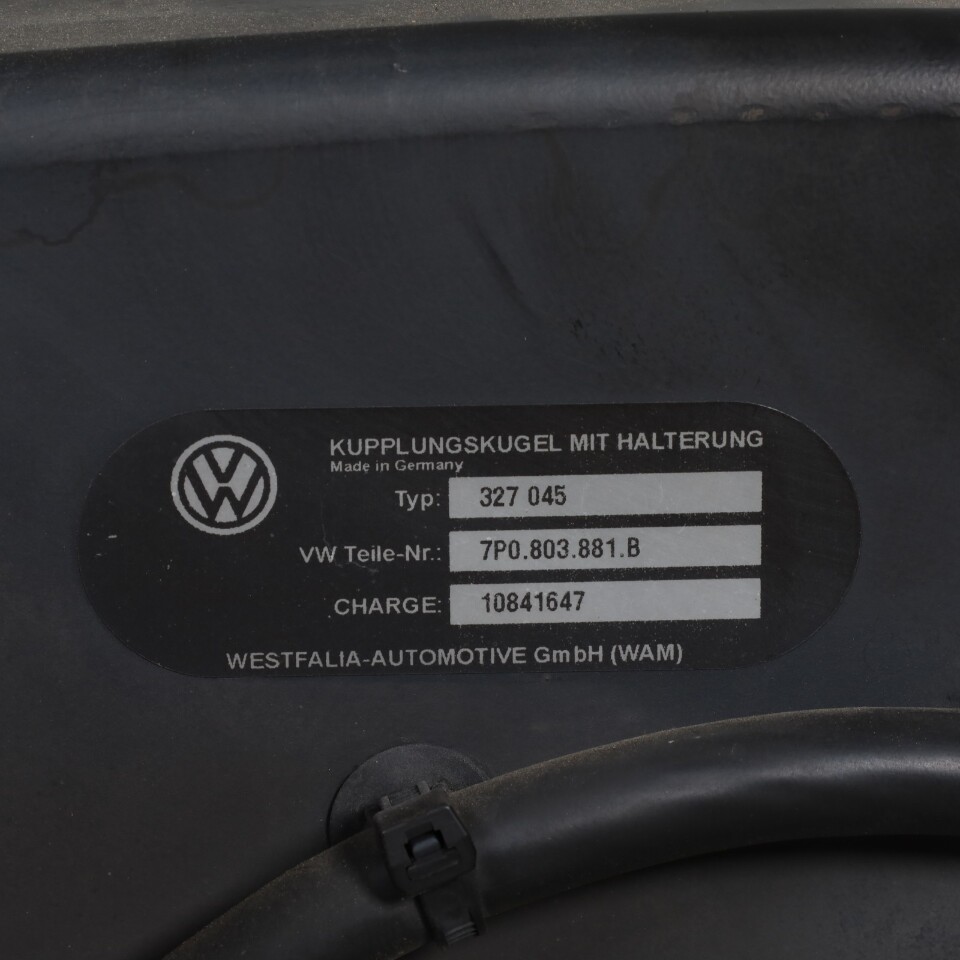 KUPPLUNGSKUGEL MIT HALTERUNG
Made in Germany
Typ: 327 045
VW Teile-Nr.: 7P0.803.881.B
CHARGE: 10841647
WESTFALIA-AUTOMOTIVE GmbH (WAM)